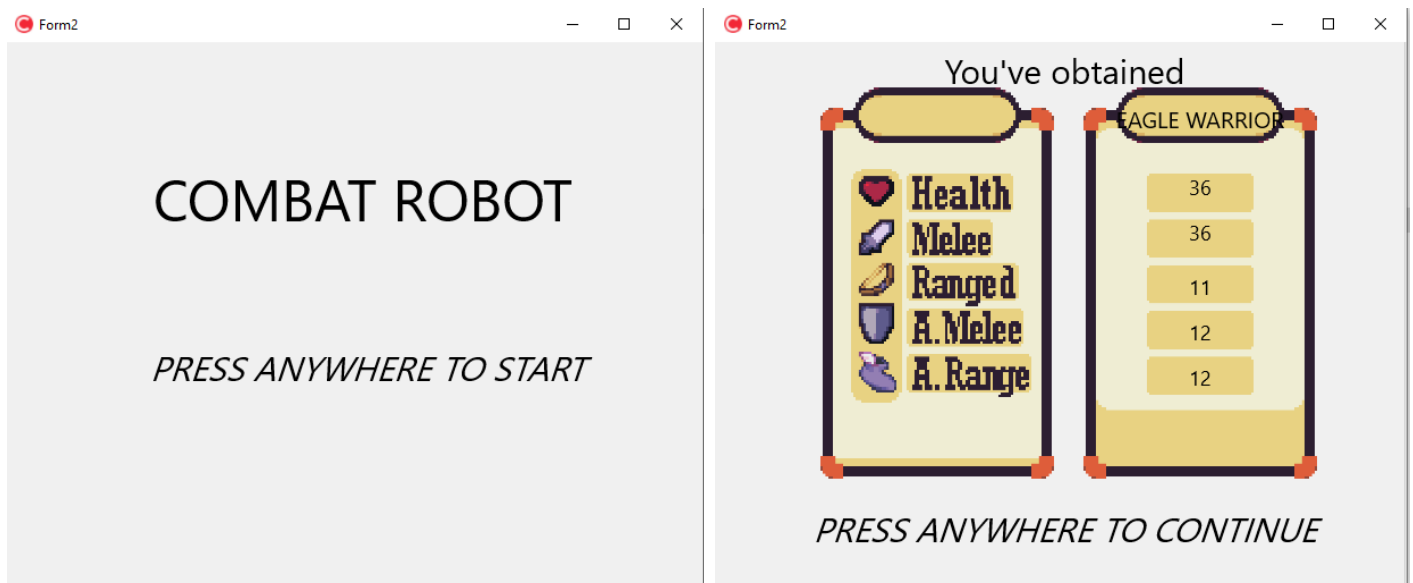 Form2
COMBAT ROBOT
PRESS ANYWHERE TO START
Form2
You've obtained
EAGLE WARRIOR
Health
36
Melee
36
Ranged
11
A.Melee
12
A.Range
12
PRESS ANYWHERE TO CONTINUE